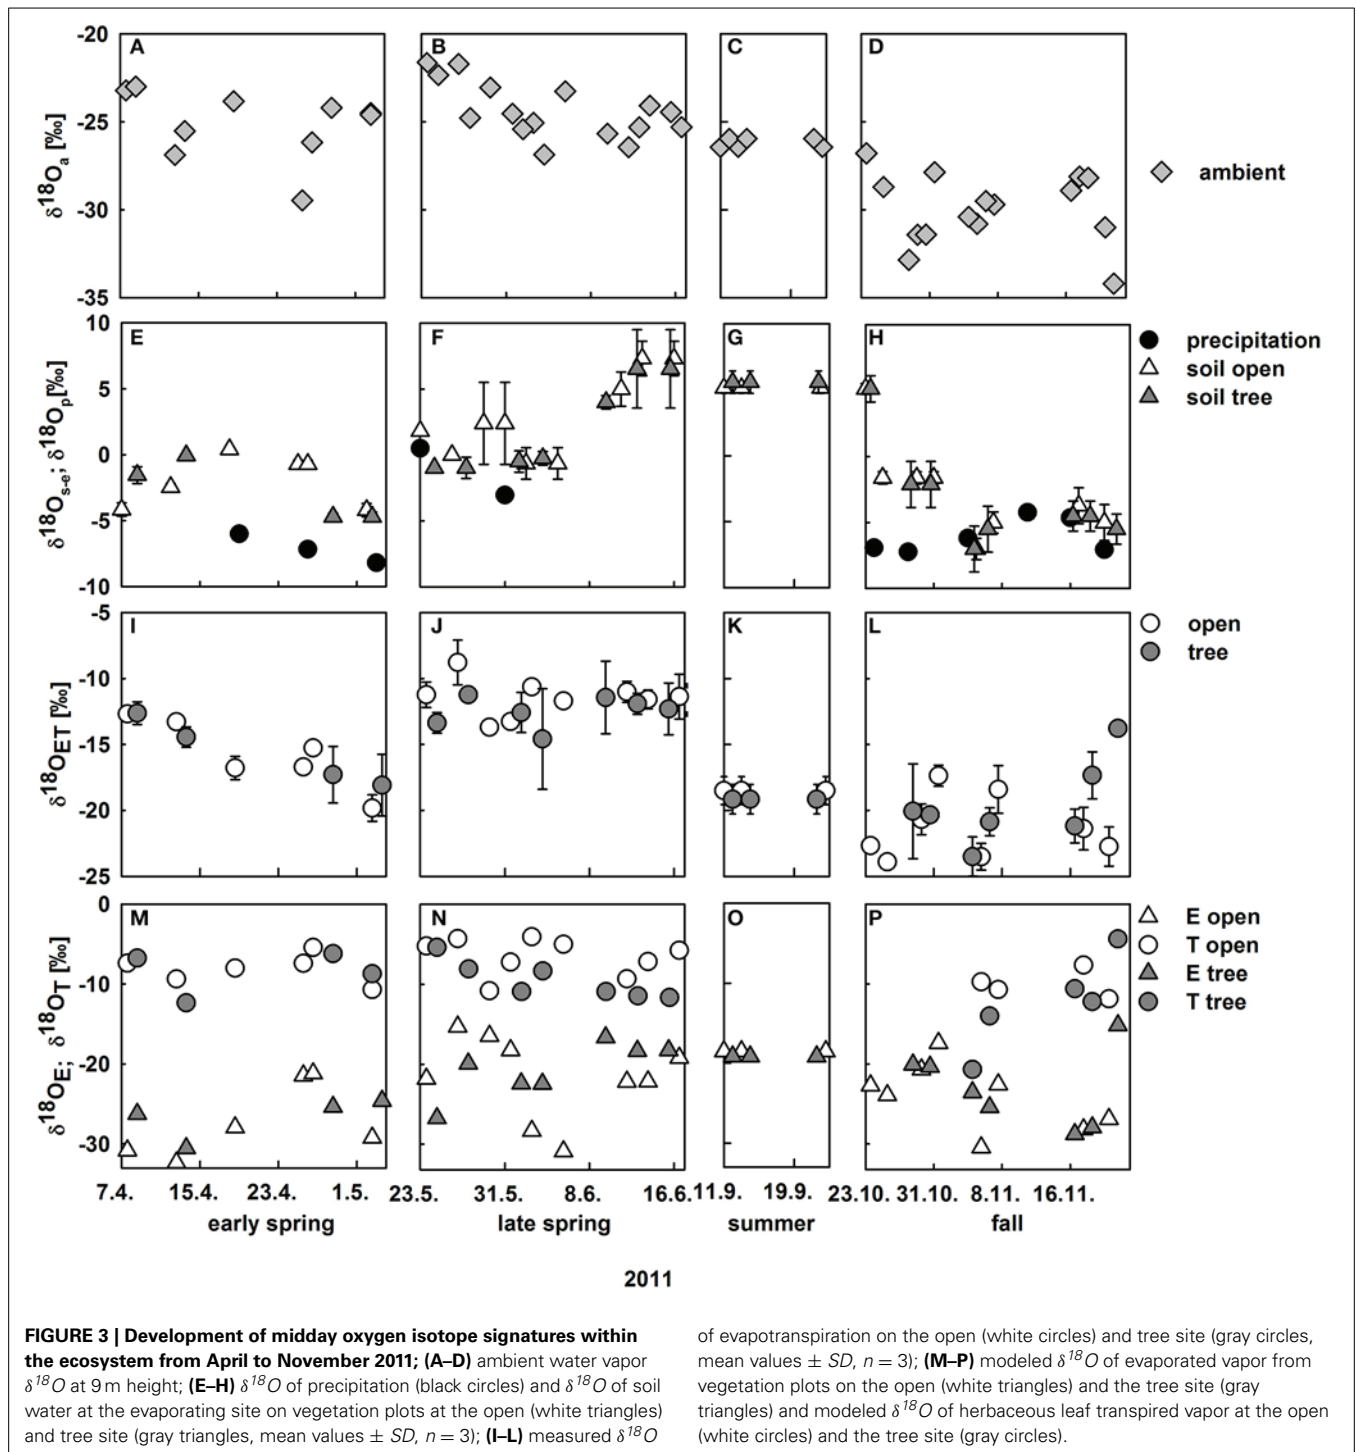 A
B
C
D
-20
-25
-30
-35
δ18Oa [‰]
ambient
E
F
G
H
10
5
0
-5
-10
δ18Os-e; δ18Op[‰]
precipitation
soil open
soil tree
I
J
K
L
-5
-10
-15
-20
-25
δ18OET [‰]
open
tree
M
N
O
P
0
-10
-20
-30
δ18OE; δ18OT [‰]
E open
T open
E tree
T tree
7.4. 15.4. 23.4. 1.5. 23.5. 31.5. 8.6. 16.6. 11.9. 19.9. 23.10. 31.10. 8.11. 16.11.
early spring late spring summer fall
2011
FIGURE 3 | Development of midday oxygen isotope signatures within
the ecosystem from April to November 2011; (A–D) ambient water vapor
δ18O at 9 m height; (E–H) δ18O of precipitation (black circles) and δ18O of soil
water at the evaporating site on vegetation plots at the open (white triangles)
and tree site (gray triangles, mean values ± SD, n = 3); (I–L) measured δ18O
of evapotranspiration on the open (white circles) and tree site (gray circles,
mean values ± SD, n = 3); (M–P) modeled δ18O of evaporated vapor from
vegetation plots on the open (white triangles) and the tree site (gray
triangles) and modeled δ18O of herbaceous leaf transpired vapor at the open
(white circles) and the tree site (gray circles).